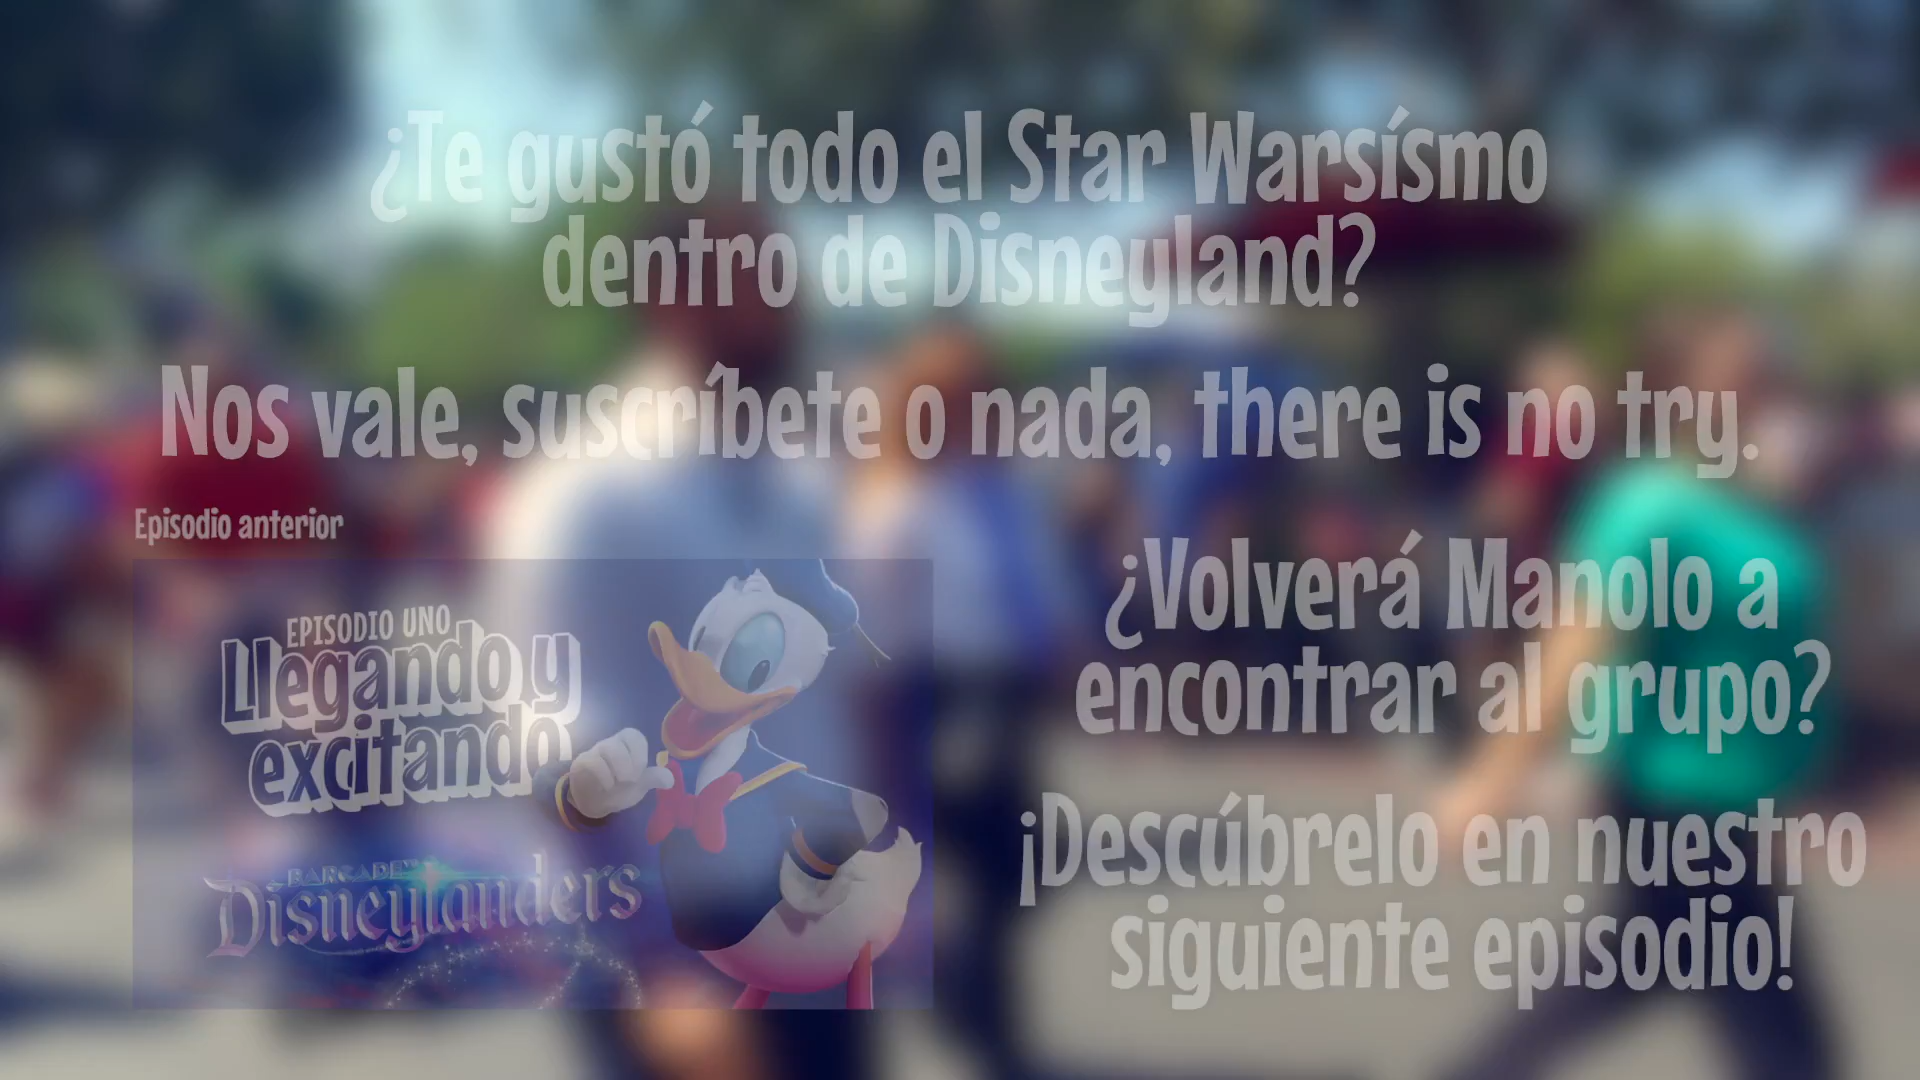 ¿Te gustó todo el Star Warsísmo
dentro de Disneyland?
Nos vale, suscríbete o nada, there is no try.
Episodio anterior
EPISODIO UNO
Llegando y
excitando
BARCADE
Disneylanders
¿Volverá Manolo a
encontrar al grupo?
¡Descúbrelo en nuestro
siguiente episodio!